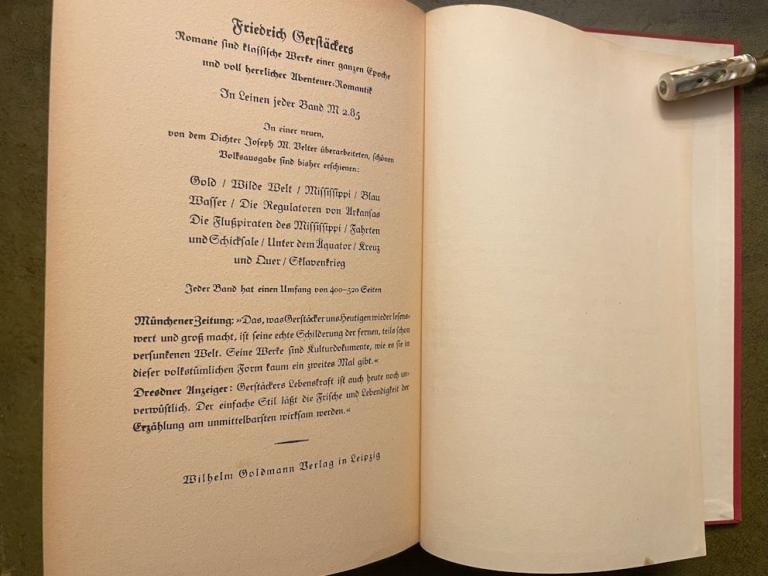 Friedrich Gerstäckers
Romane sind klassische Werke einer ganzen Epoche
und voll herrlicher Abenteuer-Romantik
In Leinen jeder Band M 2.85
In einer neuen,
von dem Dichter Joseph M. Velter überarbeiteten, schönen
Volksausgabe sind bisher erschienen:
Gold / Wilde Welt / Mississippi / Blau
Wasser / Die Regulatoren von Arkansas
Die Flußpiraten des Mississippi / Fahrten
und Schicksale / Unter dem Äquator / Kreuz
und Quer / Sklavenkrieg
Jeder Band hat einen Umfang von 400–520 Seiten
Münchener Zeitung: »Das, was Gerstäcker uns Heutigen wieder lesens-
wert und groß macht, ist seine echte Schilderung der fernen, teils schon
versunkenen Welt. Seine Werke sind Kulturdokumente, wie es sie in
dieser volkstümlichen Form kaum ein zweites Mal gibt.«
Dresdner Anzeiger: Gerstäckers Lebenskraft ist auch heute noch un-
verwüstlich. Der einfache Stil läßt die Frische und Lebendigkeit der
Erzählung am unmittelbarsten wirksam werden.«
Wilhelm Goldmann Verlag in Leipzig